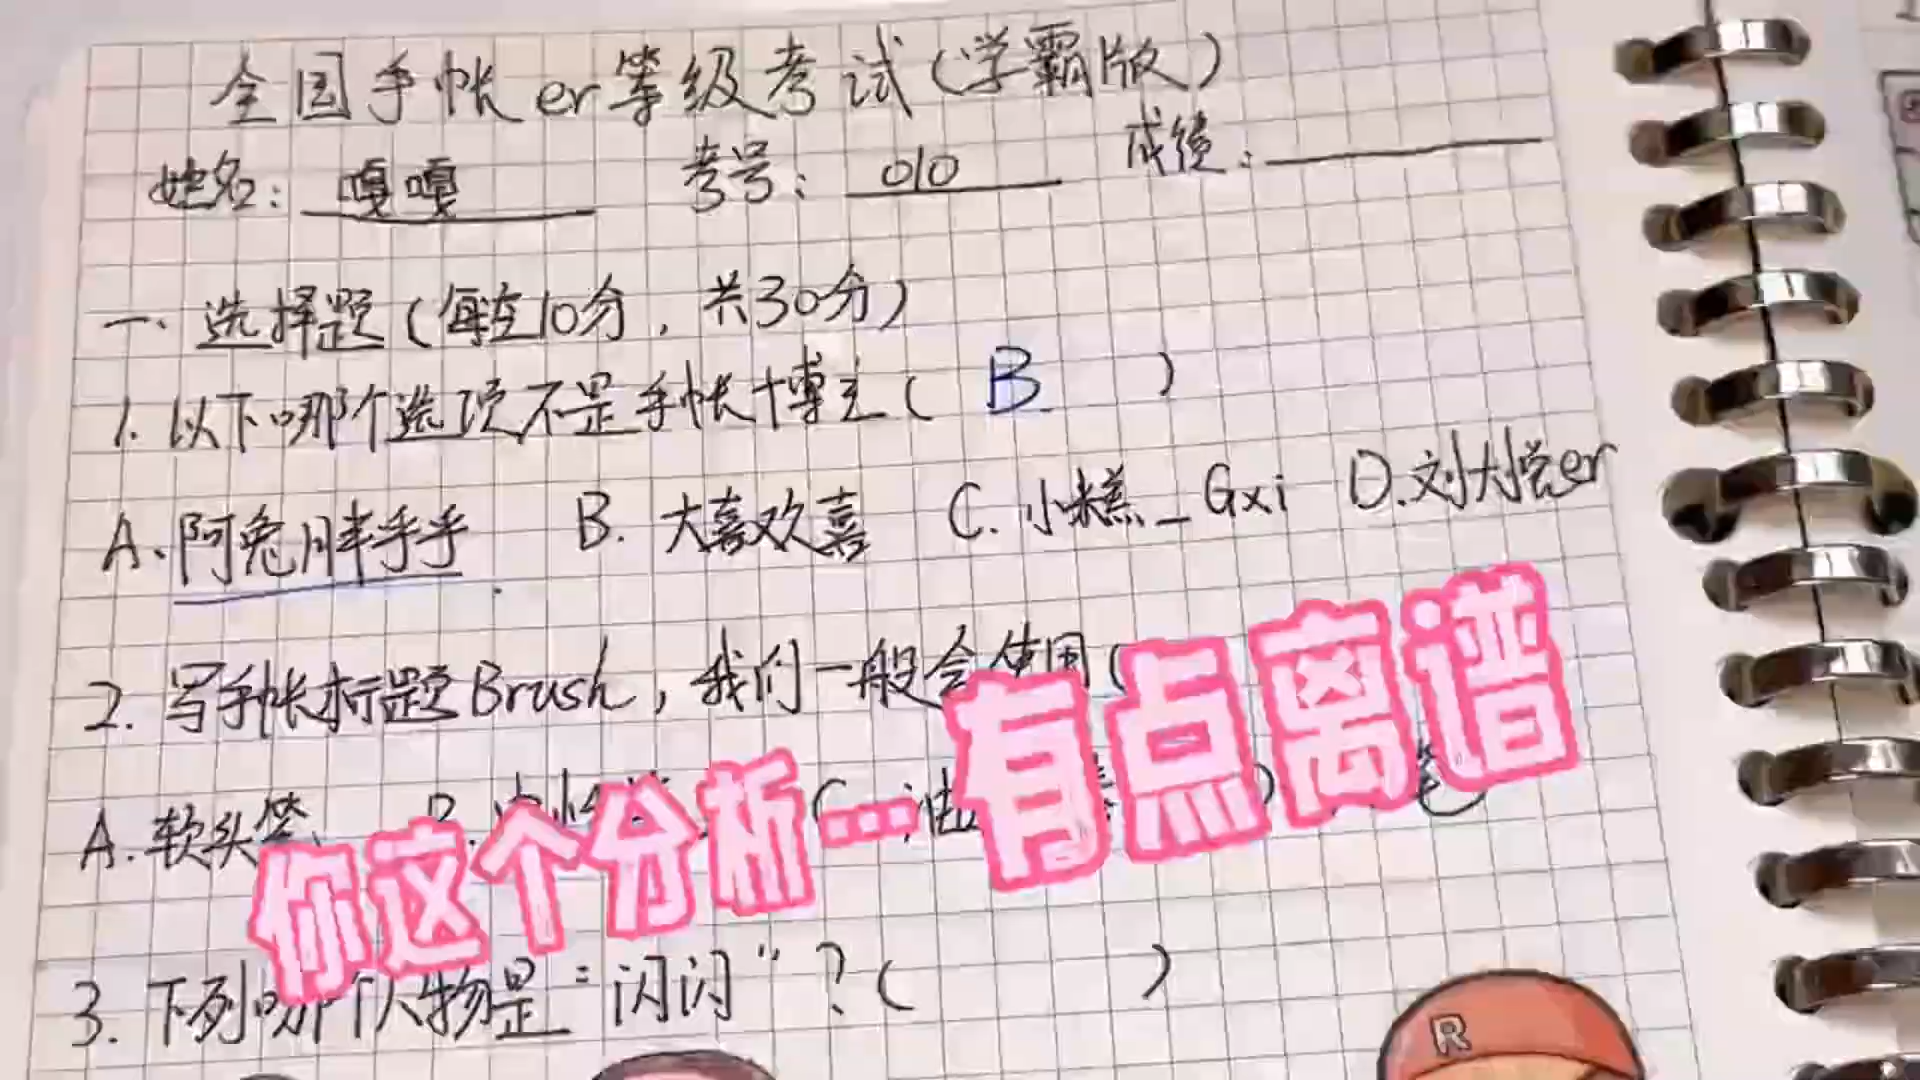 全国手帐er等级考试(学霸版)
姓名: 嘎嘎 考号: 010 成绩:
一、选择题(每空10分,共30分)
1. 以下哪个选项不是手帐博主( B )
A、阿兔胖手手 B. 大喜欢喜 C. 小糕_Gxi D.刘大悦er
2. 写手帐标题Brush,我们一般会使用(
A.软头笔
你这个分析…有点离谱
3. 下列哪个人物是“闪闪”?( )
R